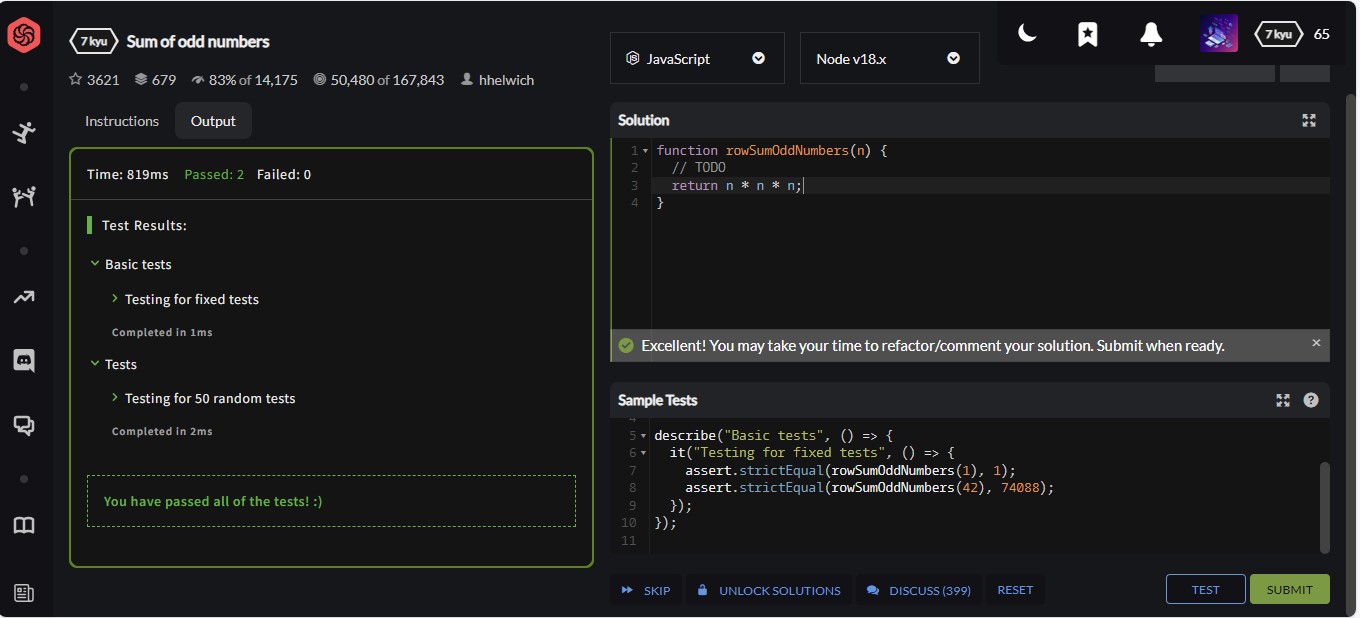 7 kyu Sum of odd numbers
3621 679 83% of 14,175 50,480 of 167,843 hhelwich
Instructions Output
Time: 819ms Passed: 2 Failed: 0
Test Results:
Basic tests
Testing for fixed tests
Completed in 1ms
Tests
Testing for 50 random tests
Completed in 2ms
You have passed all of the tests! :)
JavaScript Node v18.x
7 kyu 65
Solution
1 function rowSumOddNumbers(n) {
2 // TODO
3 return n * n * n;
4 }
Excellent! You may take your time to refactor/comment your solution. Submit when ready. ×
Sample Tests ?
5 describe("Basic tests", () => {
6 it("Testing for fixed tests", () => {
7 assert.strictEqual(rowSumOddNumbers(1), 1);
8 assert.strictEqual(rowSumOddNumbers(42), 74088);
9 });
10 });
11
SKIP UNLOCK SOLUTIONS DISCUSS (399) RESET TEST SUBMIT